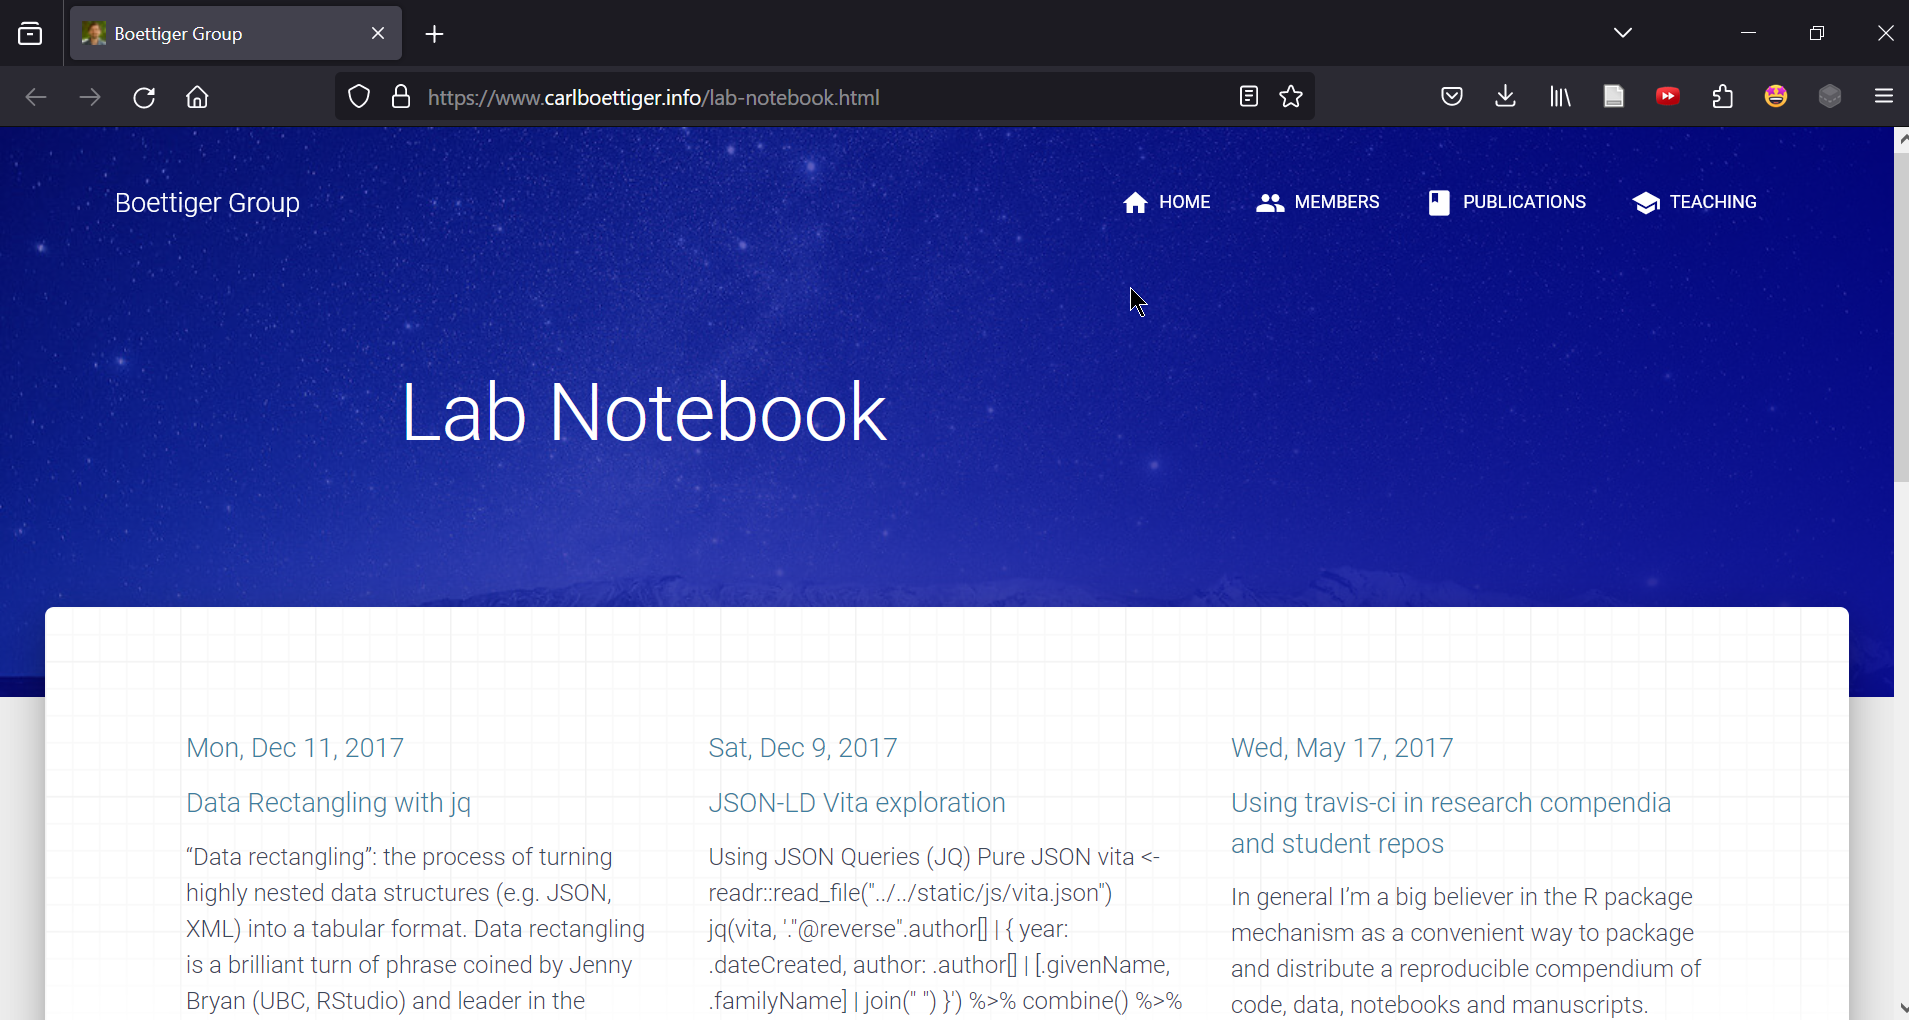 Boettiger Group
https://www.carlboettiger.info/lab-notebook.html
Boettiger Group
HOME
MEMBERS
PUBLICATIONS
TEACHING
Lab Notebook
Mon, Dec 11, 2017
Data Rectangling with jq
“Data rectangling”: the process of turning
highly nested data structures (e.g. JSON,
XML) into a tabular format. Data rectangling
is a brilliant turn of phrase coined by Jenny
Bryan (UBC, RStudio) and leader in the
Sat, Dec 9, 2017
JSON-LD Vita exploration
Using JSON Queries (JQ) Pure JSON vita <-
readr::read_file("../../static/js/vita.json")
jq(vita, '."@reverse".author[] | { year:
.dateCreated, author: .author[] | [.givenName,
.familyName] | join(" ") }') %>% combine() %>%
Wed, May 17, 2017
Using travis-ci in research compendia
and student repos
In general I’m a big believer in the R package
mechanism as a convenient way to package
and distribute a reproducible compendium of
code, data, notebooks and manuscripts.